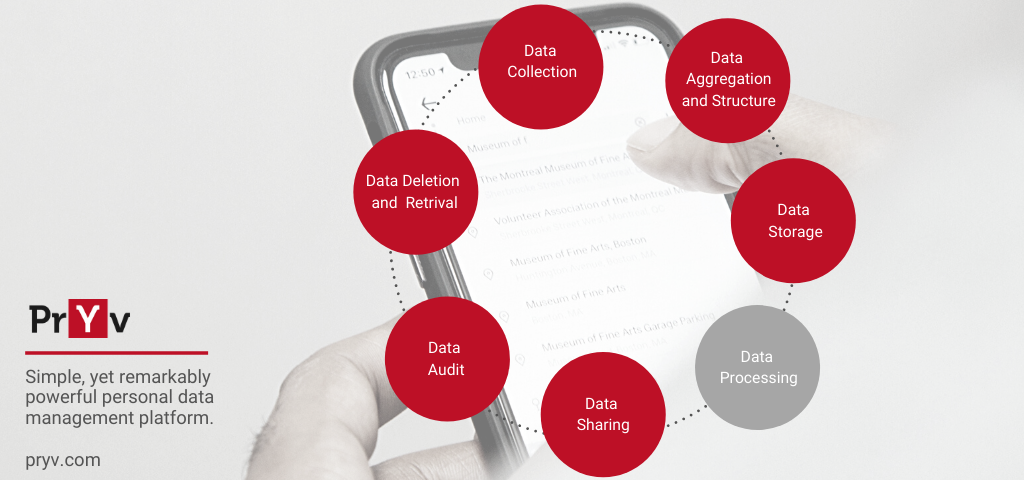 Data
Collection
Data
Aggregation
and Structure
Data
Storage
Data
Processing
Data
Sharing
Data
Audit
Data Deletion
and Retrival
12:50
Home
Museum of f
The Montreal Museum of Fine A
Volunteer Association of the Montreal M
Museum of Fine Arts, Boston
Museum of Fine Arts
Museum of Fine Arts Garage Parking
PrYv
Simple, yet remarkably
powerful personal data
management platform.
pryv.com